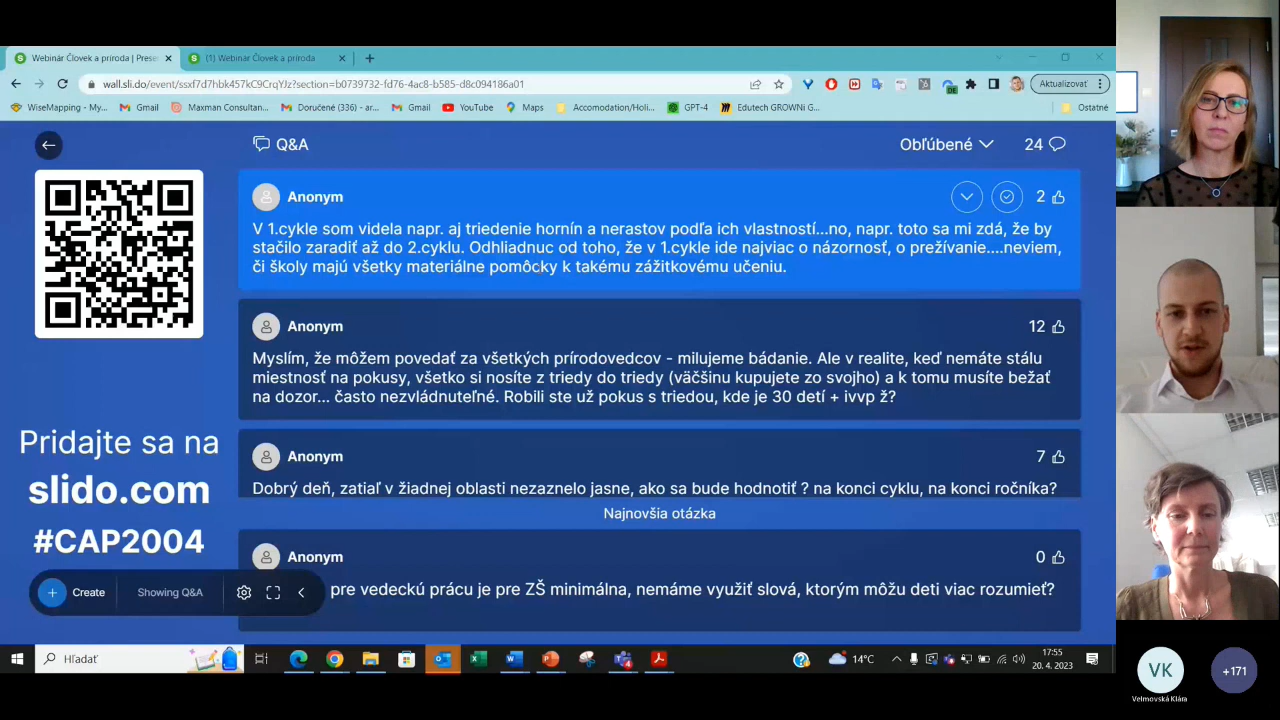 Webinár Človek a príroda | Prese
(1) Webinár Človek a príroda
wall.sli.do/event/ssxf7d7hbk457kC9CrqYJz?section=b0739732-fd76-4ac8-b585-d8c094186a01
Aktualizovať
WiseMapping - My...
Gmail
Maxman Consultan...
Doručené (336) - ar...
Gmail
YouTube
Maps
Accomodation/Holi...
GPT-4
Edutech GROWNi G...
Ostatné
Q&A
Obľúbené
24
Anonym
2
V 1.cykle som videla napr. aj triedenie hornín a nerastov podľa ich vlastností...no, napr. toto sa mi zdá, že by
stačilo zaradiť až do 2.cyklu. Odhliadnuc od toho, že v 1.cykle ide najviac o názornosť, o prežívanie....neviem,
či školy majú všetky materiálne pomôcky k takému zážitkovému učeniu.
Anonym
12
Myslím, že môžem povedať za všetkých prírodovedcov - milujeme bádanie. Ale v realite, keď nemáte stálu
miestnosť na pokusy, všetko si nosíte z triedy do triedy (väčšinu kupujete zo svojho) a k tomu musíte bežať
na dozor... často nezvládnuteľné. Robili ste už pokus s triedou, kde je 30 detí + ivvp ž?
Anonym
7
Dobrý deň, zatiaľ v žiadnej oblasti nezaznelo jasne, ako sa bude hodnotiť ? na konci cyklu, na konci ročníka?
Najnovšia otázka
Anonym
0
pre vedeckú prácu je pre ZŠ minimálna, nemáme využiť slová, ktorým môžu deti viac rozumieť?
Pridajte sa na
slido.com
#CAP2004
Create
Showing Q&A
Hľadať
14°C
17:55
20. 4. 2023
VK
Velmovská Klára
+171